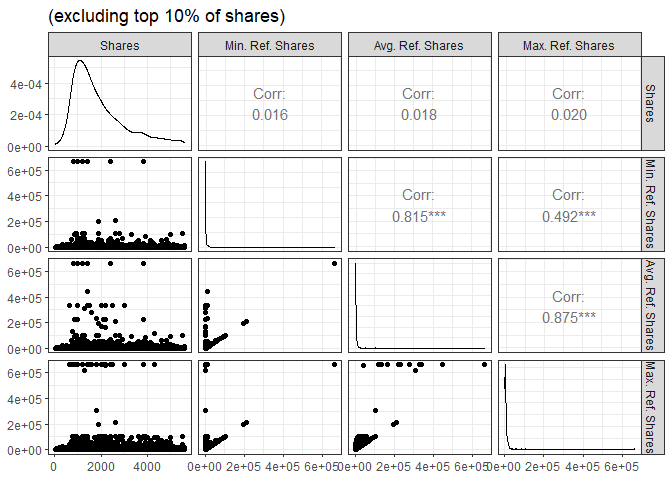 (excluding top 10% of shares)
Shares Min. Ref. Shares Avg. Ref. Shares Max. Ref. Shares
4e-04
2e-04
0e+00
Corr:
0.016
Corr:
0.018
Corr:
0.020
Shares
6e+05
4e+05
2e+05
0e+00
Corr:
0.815***
Corr:
0.492***
Min. Ref. Shares
6e+05
4e+05
2e+05
0e+00
Corr:
0.875***
Avg. Ref. Shares
6e+05
4e+05
2e+05
0e+00
Max. Ref. Shares
0 2000 4000 0e+00 2e+05 4e+05 6e+05 0e+00 2e+05 4e+05 6e+05 0e+00 2e+05 4e+05 6e+05